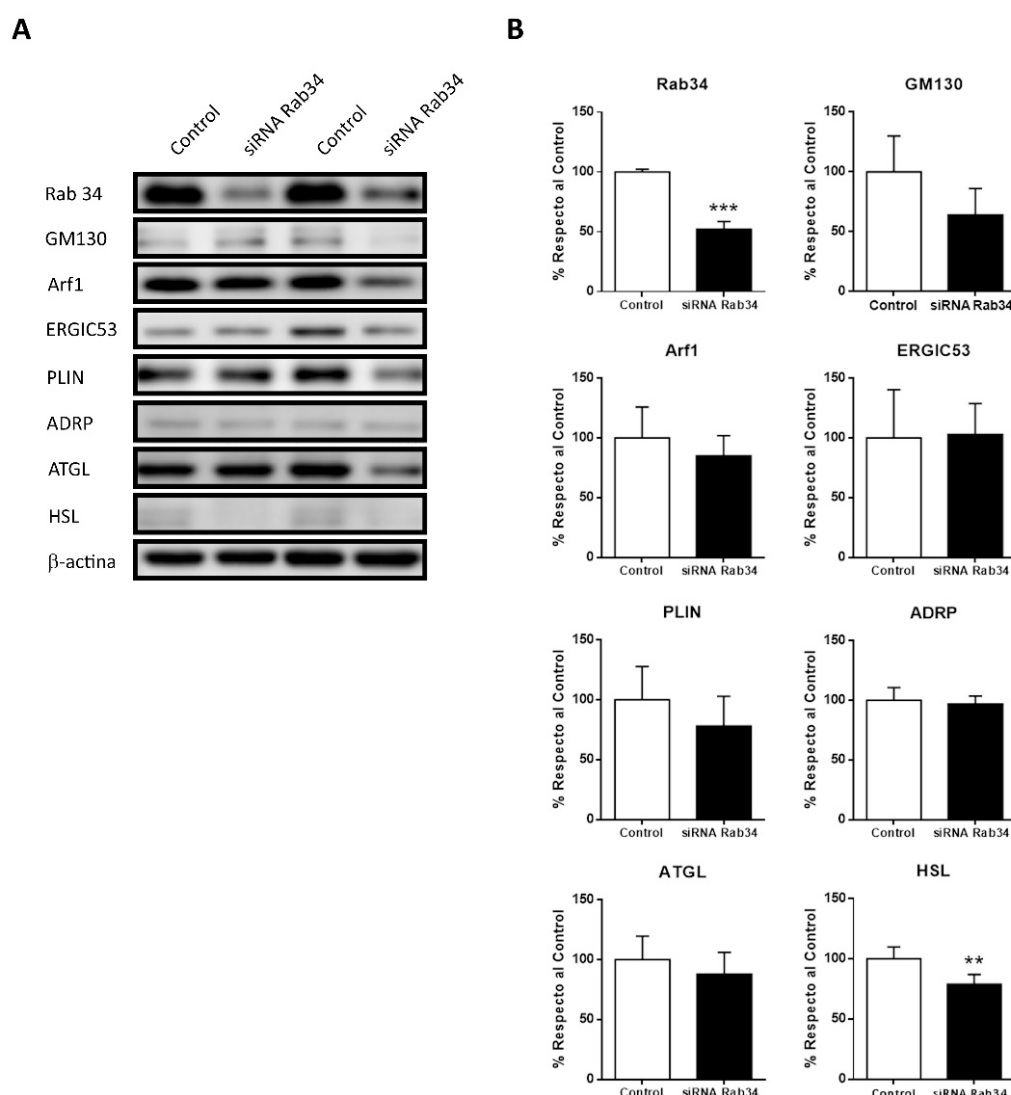 A
B
Control
siRNA Rab34
Control
siRNA Rab34
Rab 34
GM130
Arf1
ERGIC53
PLIN
ADRP
ATGL
HSL
β-actina
Rab34
% Respecto al Control
150
100
50
0
***
Control
siRNA Rab34
GM130
% Respecto al Control
150
100
50
0
Control
siRNA Rab34
Arf1
% Respecto al Control
150
100
50
0
Control
siRNA Rab34
ERGIC53
% Respecto al Control
150
100
50
0
Control
siRNA Rab34
PLIN
% Respecto al Control
150
100
50
0
Control
siRNA Rab34
ADRP
% Respecto al Control
150
100
50
0
Control
siRNA Rab34
ATGL
% Respecto al Control
150
100
50
0
Control
siRNA Rab34
HSL
% Respecto al Control
150
100
50
0
**
Control
siRNA Rab34